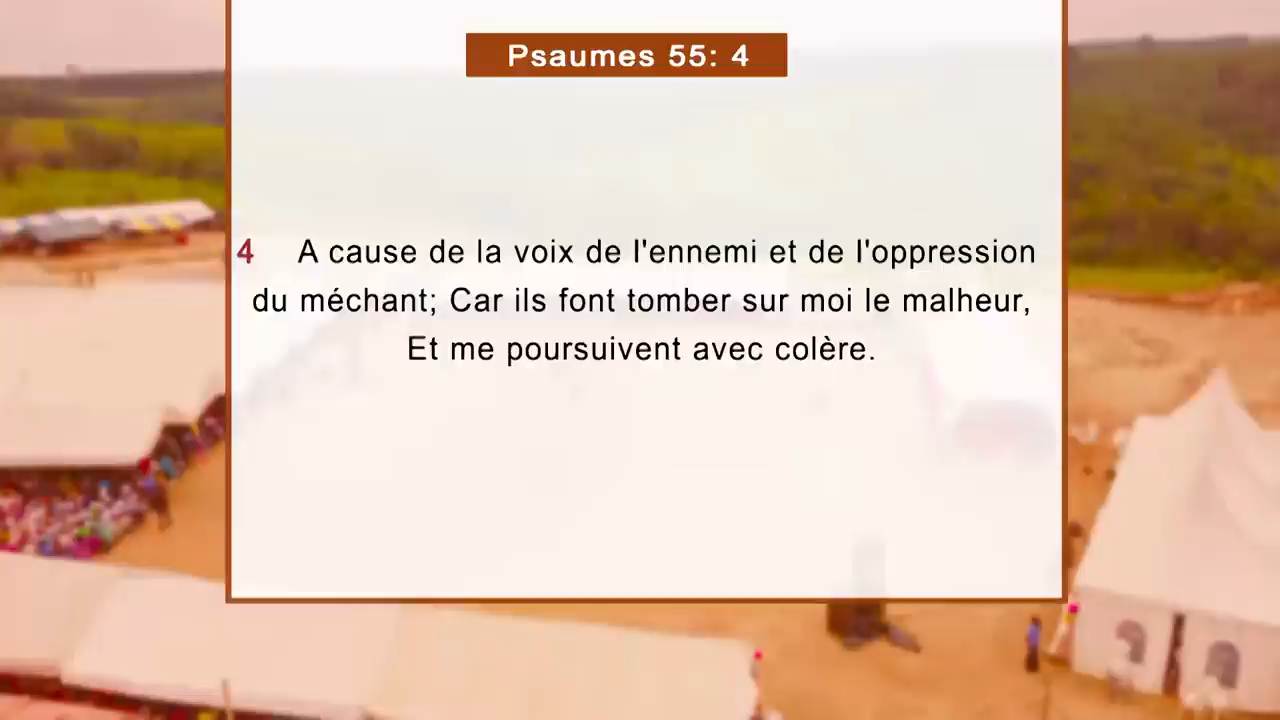 Psaumes 55: 4
4 A cause de la voix de l'ennemi et de l'oppression
du méchant; Car ils font tomber sur moi le malheur,
Et me poursuivent avec colère.